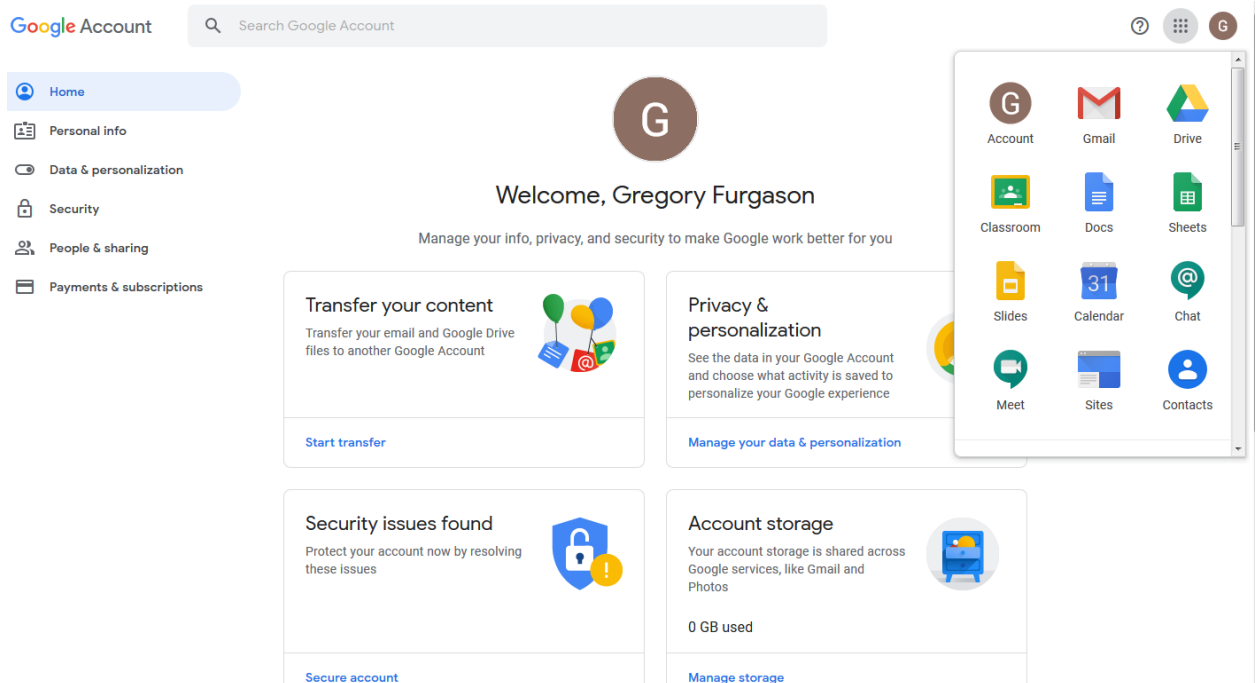 Google Account
Search Google Account
G
Home
Personal info
Data & personalization
Security
People & sharing
Payments & subscriptions
G
Welcome, Gregory Furgason
Manage your info, privacy, and security to make Google work better for you
Transfer your content
Transfer your email and Google Drive
files to another Google Account
@
Start transfer
Privacy &
personalization
See the data in your Google Account
and choose what activity is saved to
personalize your Google experience
Manage your data & personalization
Security issues found
Protect your account now by resolving
these issues
!
Secure account
Account storage
Your account storage is shared across
Google services, like Gmail and
Photos
0 GB used
Manage storage
G
Account
Gmail
Drive
Classroom
Docs
Sheets
Slides
31
Calendar
@
Chat
Meet
Sites
Contacts